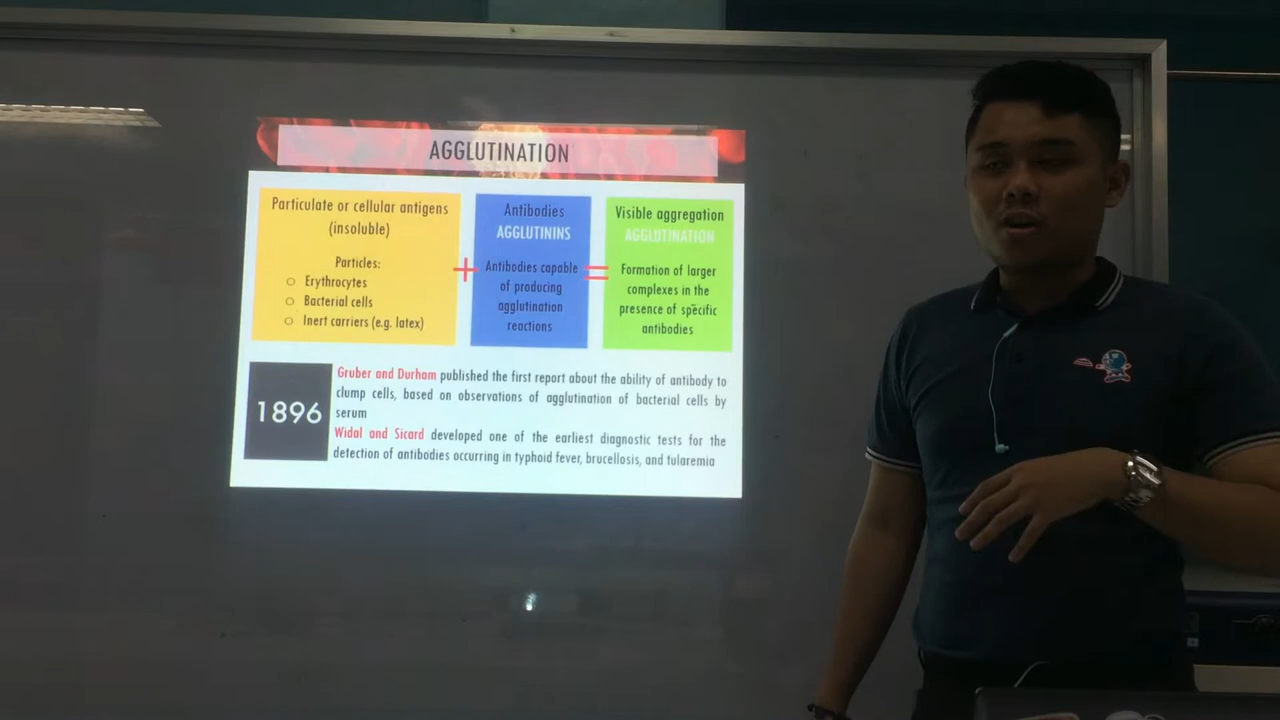 AGGLUTINATION
Particulate or cellular antigens
(insoluble)
Particles:
○ Erythrocytes
○ Bacterial cells
○ Inert carriers (e.g. latex)
+
Antibodies
AGGLUTININS
Antibodies capable
of producing
agglutination
reactions
=
Visible aggregation
AGGLUTINATION
Formation of larger
complexes in the
presence of specific
antibodies
1896
Gruber and Durham published the first report about the ability of antibody to
clump cells, based on observations of agglutination of bacterial cells by
serum
Widal and Sicard developed one of the earliest diagnostic tests for the
detection of antibodies occurring in typhoid fever, brucellosis, and tularemia